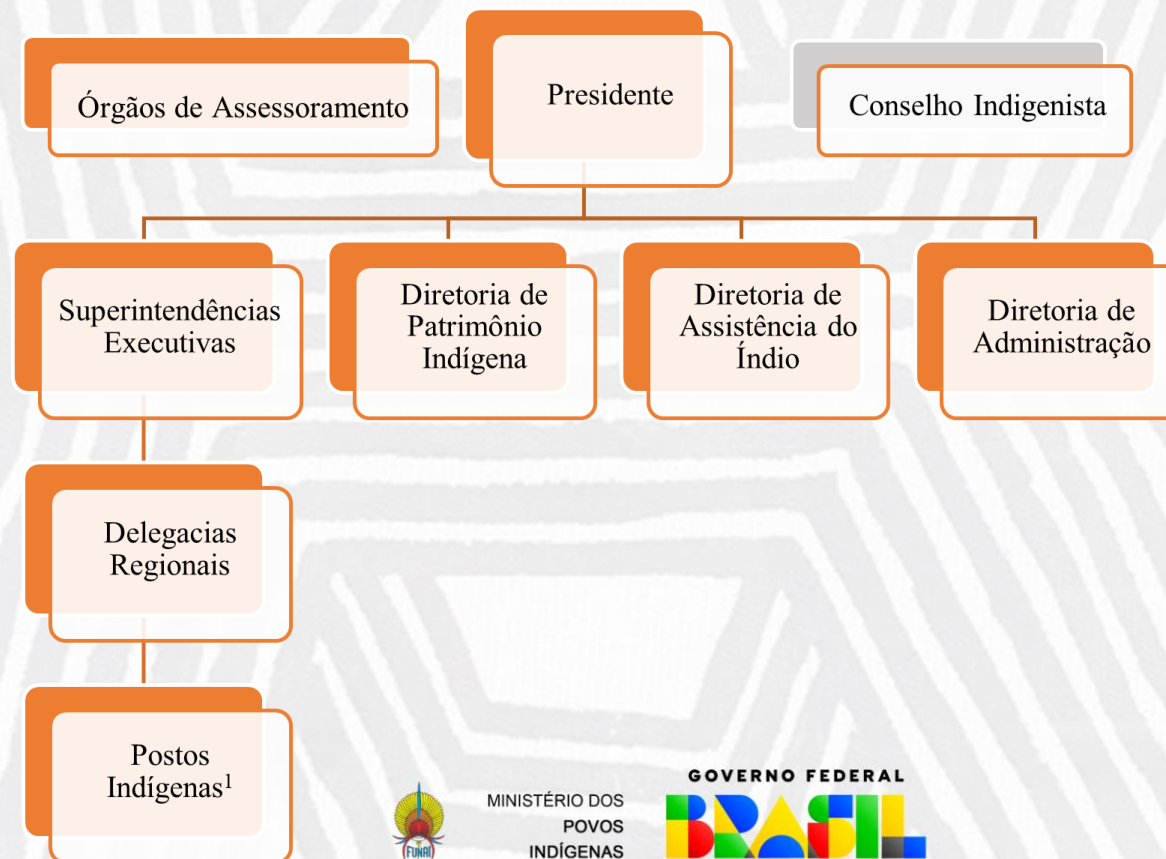 Órgãos de Assessoramento
Presidente
Conselho Indigenista
Superintendências
Executivas
Diretoria de
Patrimônio
Indígena
Diretoria de
Assistência do
Índio
Diretoria de
Administração
Delegacias
Regionais
Postos
Indígenas¹
FUNAI
MINISTÉRIO DOS
POVOS
INDÍGENAS
GOVERNO FEDERAL
BRASIL